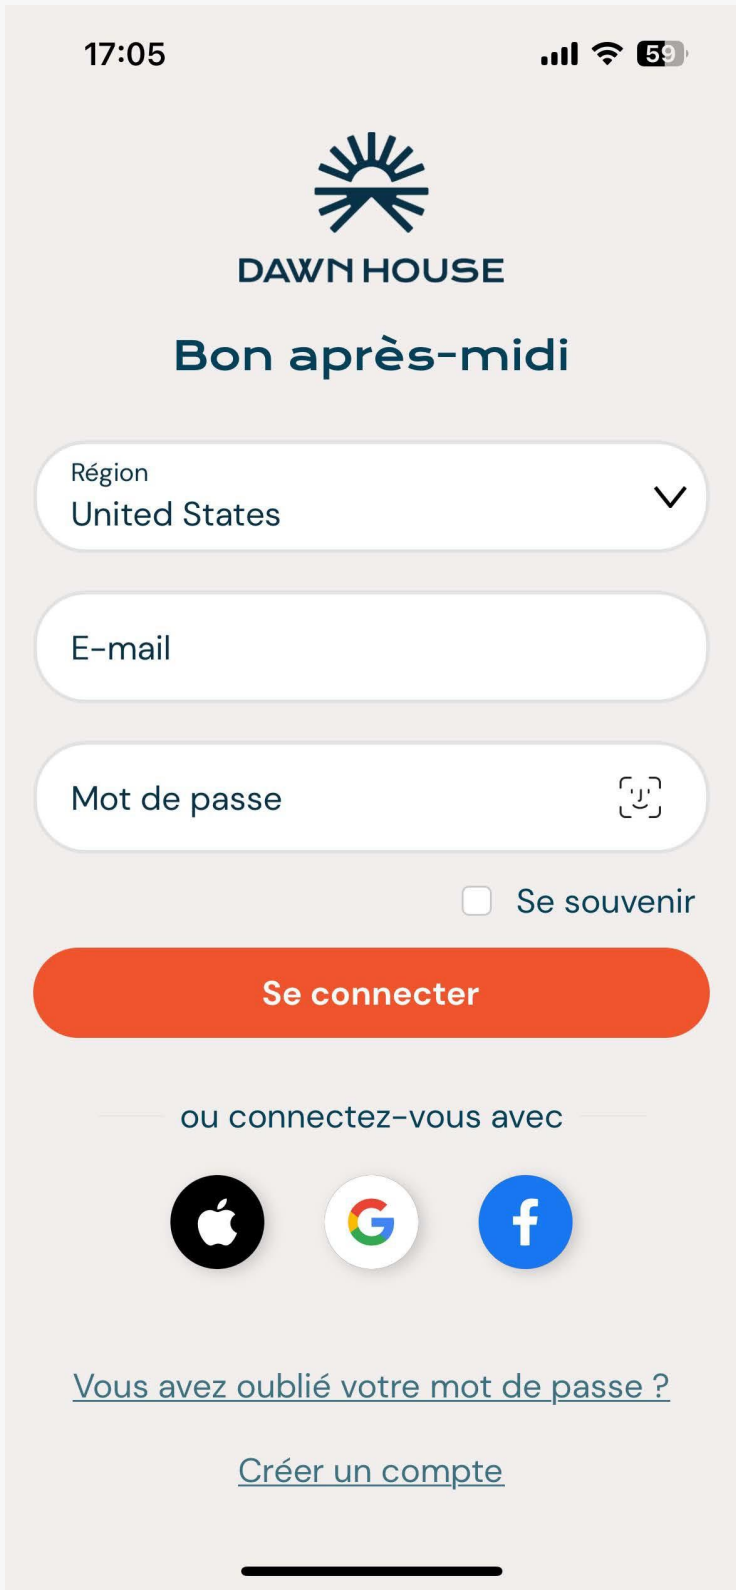 17:05
59
DAWN HOUSE
Bon après-midi
Région
United States
E-mail
Mot de passe
Se souvenir
Se connecter
ou connectez-vous avec
Vous avez oublié votre mot de passe ?
Créer un compte